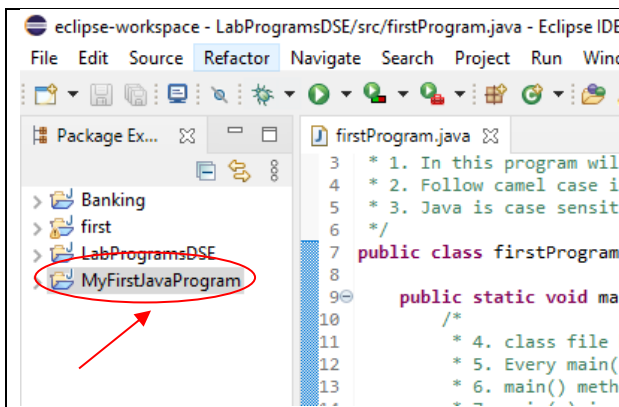 eclipse-workspace - LabProgramsDSE/src/firstProgram.java - Eclipse IDE
File Edit Source Refactor Navigate Search Project Run
Package Ex...
firstProgram.java
Banking
first
LabProgramsDSE
MyFirstJavaProgram
3 * 1. In this program wil
4 * 2. Follow camel case i
5 * 3. Java is case sensit
6 */
7 public class firstProgram
8
9 public static void ma
10 /*
11 * 4. class file
12 * 5. Every main(
13 * 6. main() meth